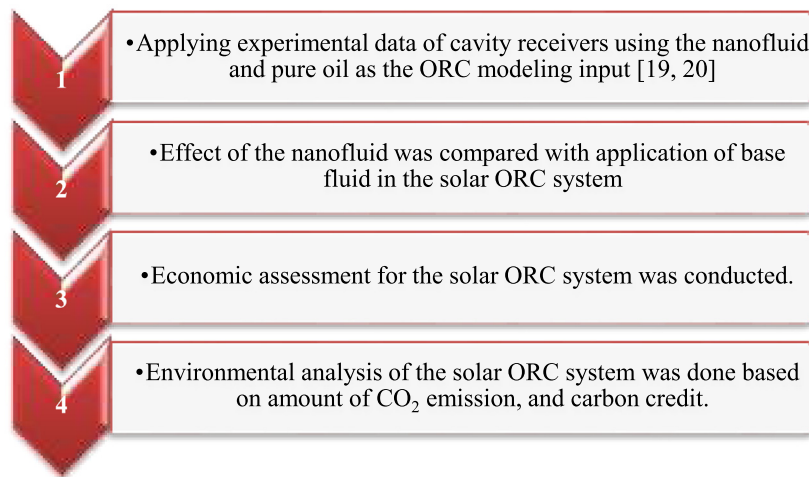 1
•Applying experimental data of cavity receivers using the nanofluid
and pure oil as the ORC modeling input [19, 20]
2
•Effect of the nanofluid was compared with application of base
fluid in the solar ORC system
3
•Economic assessment for the solar ORC system was conducted.
4
•Environmental analysis of the solar ORC system was done based
on amount of CO₂ emission, and carbon credit.